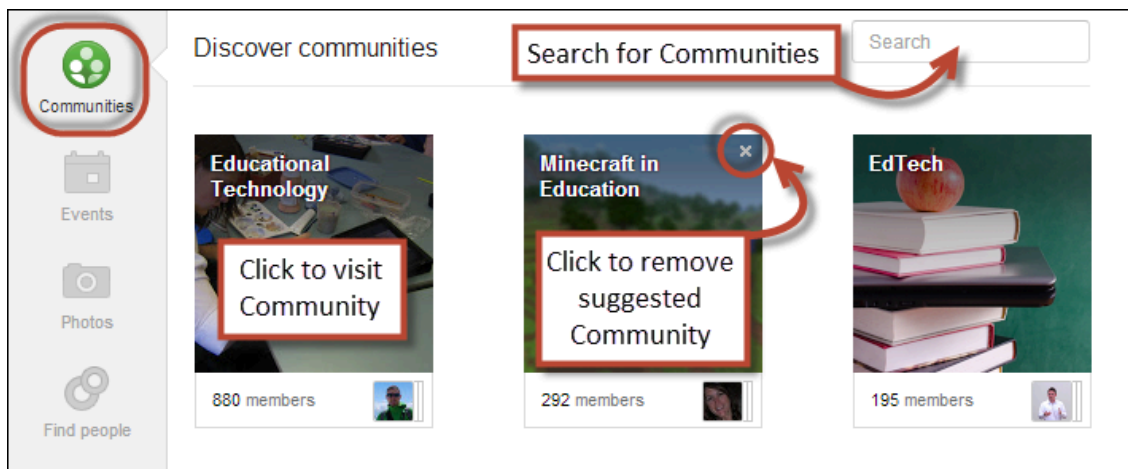 Communities
Events
Photos
Find people
Discover communities
Search for Communities
Search
Educational
Technology
Click to visit
Community
880 members
Minecraft in
Education
Click to remove
suggested
Community
292 members
EdTech
195 members